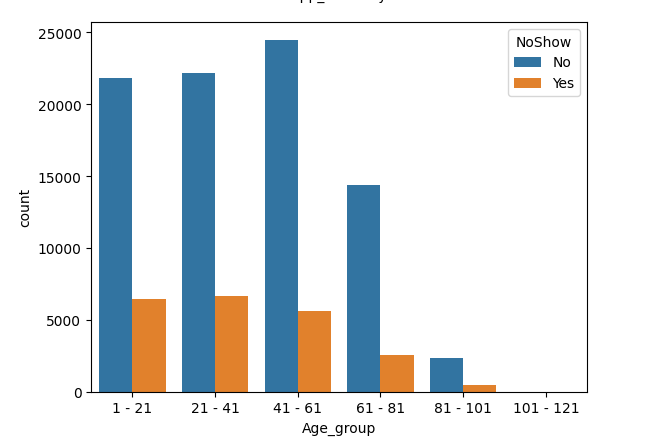 NoShow
No
Yes
25000
20000
15000
10000
5000
0
count
1 - 21
21 - 41
41 - 61
61 - 81
81 - 101
101 - 121
Age_group